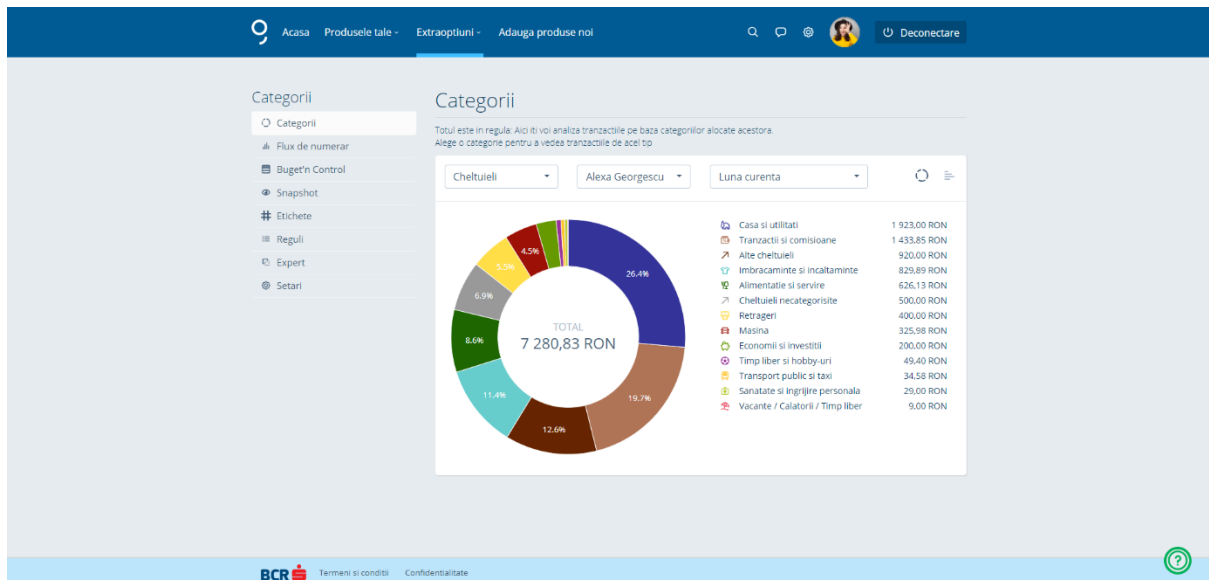 Acasa
Produsele tale
Extraoptiuni
Adauga produse noi
Deconectare
Categorii
Categorii
Flux de numerar
Buget'n Control
Snapshot
Etichete
Reguli
Expert
Setari
Categorii
Totul este in regula: Aici iti voi analiza tranzactiile pe baza categoriilor alocate acestora.
Alege o categorie pentru a vedea tranzactiile de acel tip
Cheltuieli
Alexa Georgescu
Luna curenta
26.4%
19.7%
12.6%
11.4%
8.6%
6.9%
5.5%
4.5%
TOTAL
7 280,83 RON
Casa si utilitati 1 923,00 RON
Tranzactii si comisioane 1 433,85 RON
Alte cheltuieli 920,00 RON
Imbracaminte si incaltaminte 829,89 RON
Alimentatie si servire 626,13 RON
Cheltuieli necategorisite 500,00 RON
Retrageri 400,00 RON
Masina 325,98 RON
Economii si investitii 200,00 RON
Timp liber si hobby-uri 49,40 RON
Transport public si taxi 34,58 RON
Sanatate si ingrijire personala 29,00 RON
Vacante / Calatorii / Timp liber 9,00 RON
BCR
Termeni si conditii
Confidentialitate
?